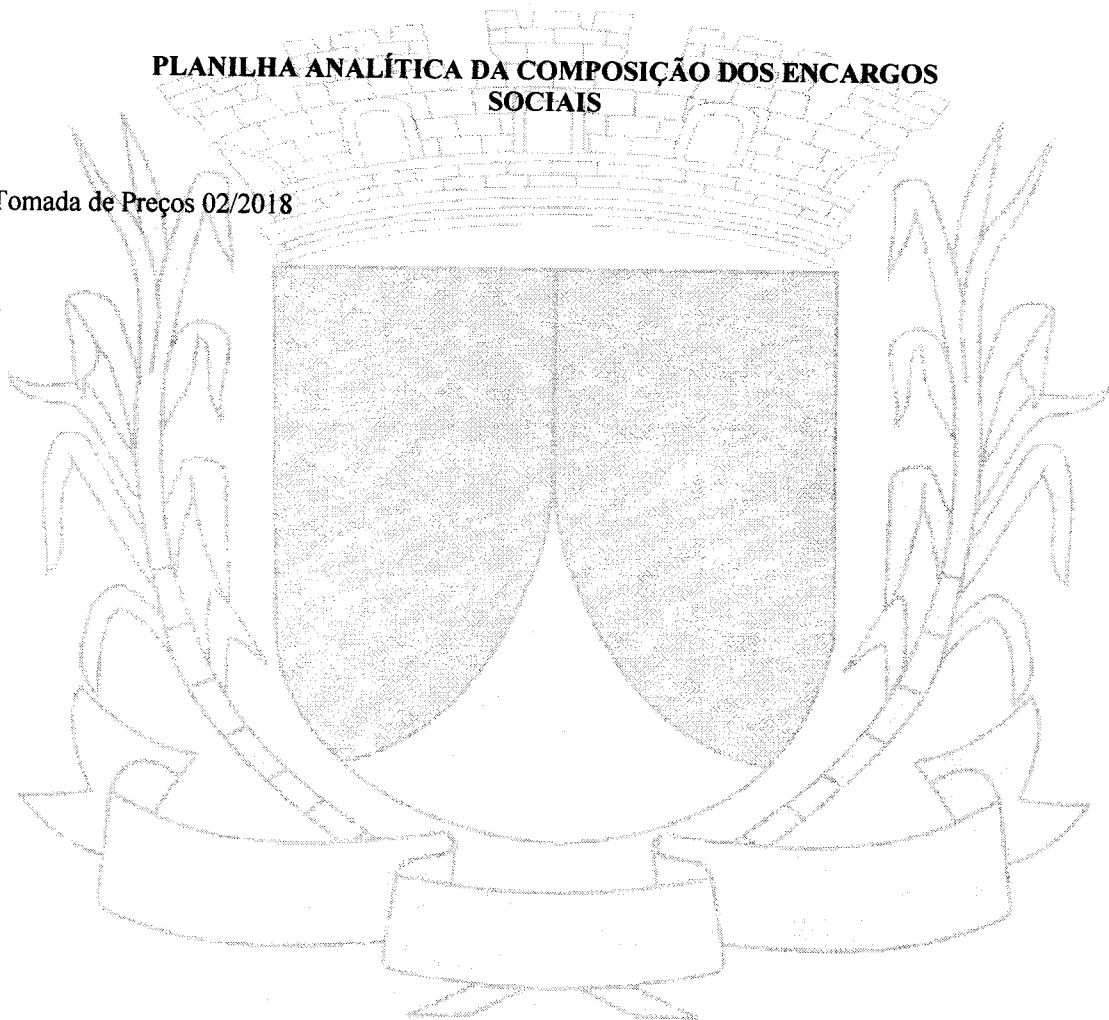 PLANILHA ANALÍTICA DA COMPOSIÇÃO DOS ENCARGOS
SOCIAIS
Tomada de Preços 02/2018